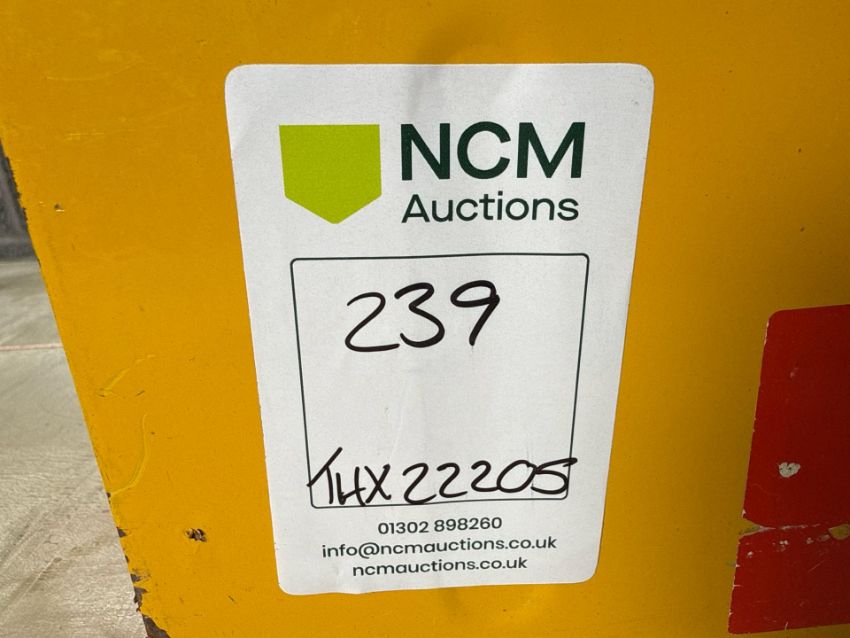 NCM
Auctions
239
THX22205
01302 898260
info@ncmauctions.co.uk
ncmauctions.co.uk